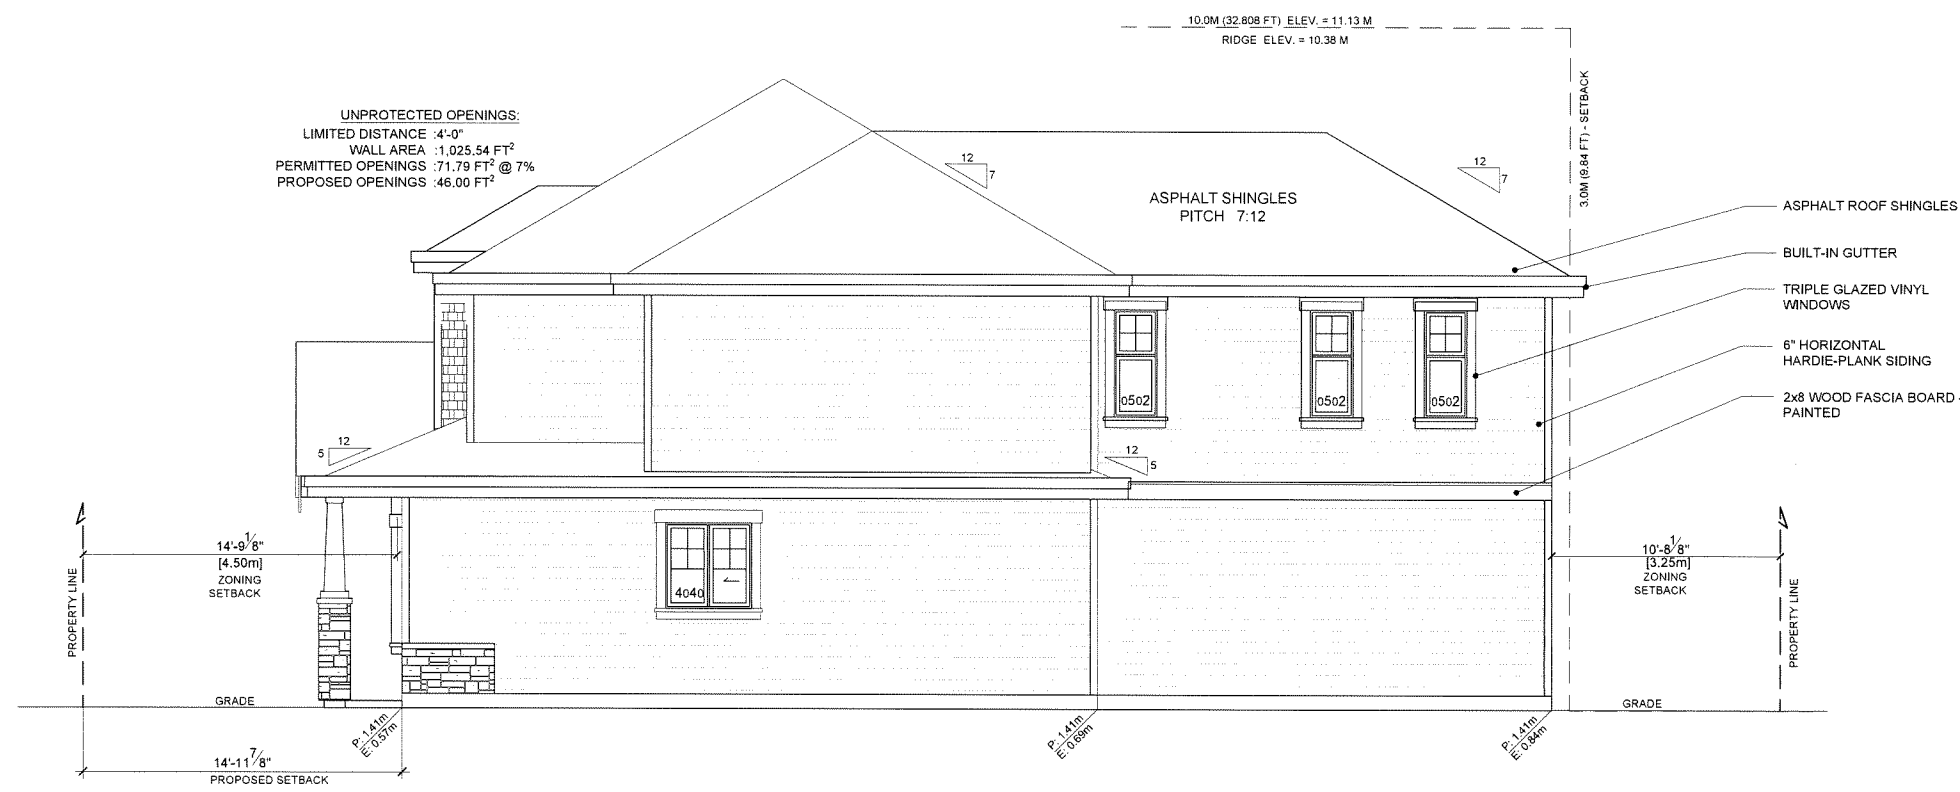 10.0M (32.808 FT) ELEV. = 11.13 M
RIDGE ELEV. = 10.38 M
3.0M (9.84 FT) - SETBACK
UNPROTECTED OPENINGS:
LIMITED DISTANCE :4'-0"
WALL AREA :1,025.54 FT²
PERMITTED OPENINGS :71.79 FT² @ 7%
PROPOSED OPENINGS :46.00 FT²
12
7
12
7
ASPHALT SHINGLES
PITCH 7:12
ASPHALT ROOF SHINGLES
BUILT-IN GUTTER
TRIPLE GLAZED VINYL
WINDOWS
6" HORIZONTAL
HARDIE-PLANK SIDING
2x8 WOOD FASCIA BOARD -
PAINTED
0502
0502
0502
12
5
12
5
4040
PROPERTY LINE
14'-9 1/8"
[4.50m]
ZONING
SETBACK
10'-8 1/8"
[3.25m]
ZONING
SETBACK
PROPERTY LINE
GRADE
GRADE
P: 1.41m
E: 0.57m
P: 1.41m
E: 0.69m
P: 1.41m
E: 0.84m
14'-11 7/8"
PROPOSED SETBACK